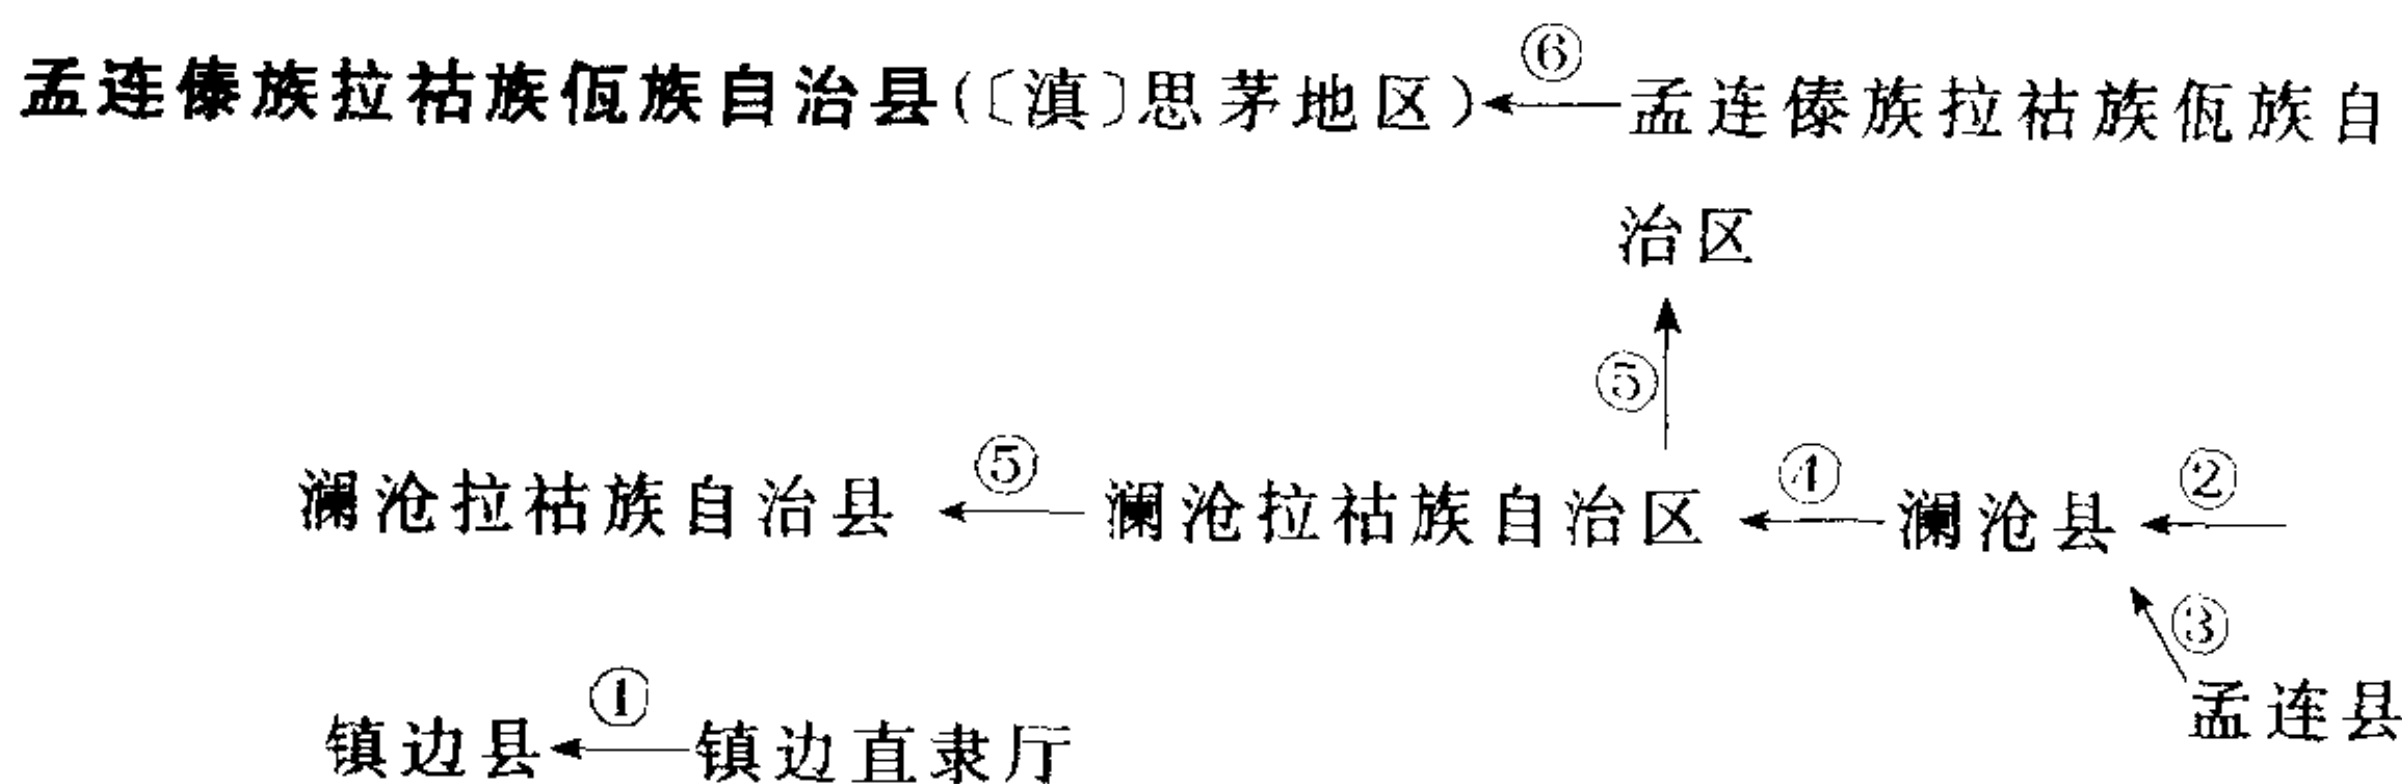 ⑥
孟连傣族拉祜族佤族自治县(〔滇〕思茅地区)←孟连傣族拉祜族佤族自
治区
⑤
⑤ ④ ②
澜沧拉祜族自治县 ← 澜沧拉祜族自治区 ← 澜沧县 ←
③
① 孟连县
镇边县←镇边直隶厅